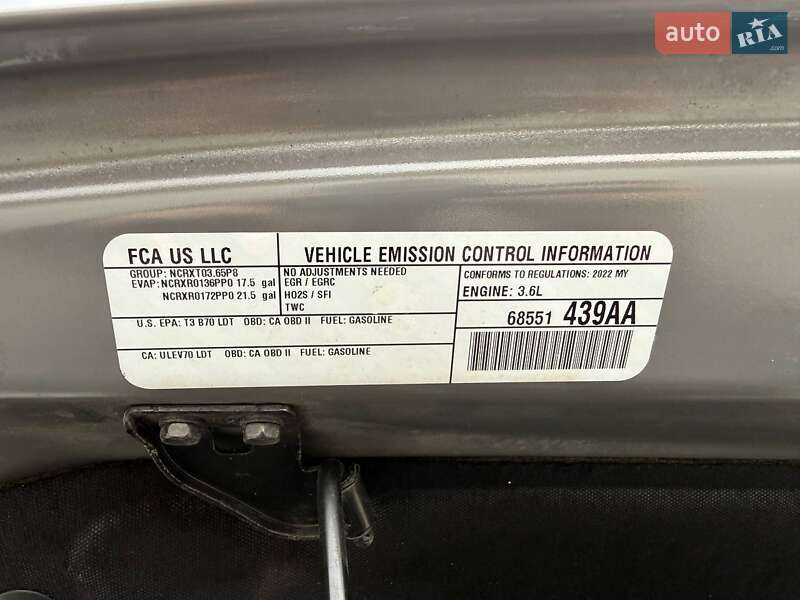 auto RIA
FCA US LLC
GROUP: NCRXT03.65P8
EVAP: NCRXR0136PP0 17.5 gal
NCRXR0172PP0 21.5 gal
VEHICLE EMISSION CONTROL INFORMATION
NO ADJUSTMENTS NEEDED
EGR / EGRC
HO2S / SFI
TWC
CONFORMS TO REGULATIONS: 2022 MY
ENGINE: 3.6L
U.S. EPA: T3 B70 LDT OBD: CA OBD II FUEL: GASOLINE
CA: ULEV70 LDT OBD: CA OBD II FUEL: GASOLINE
68551 439AA